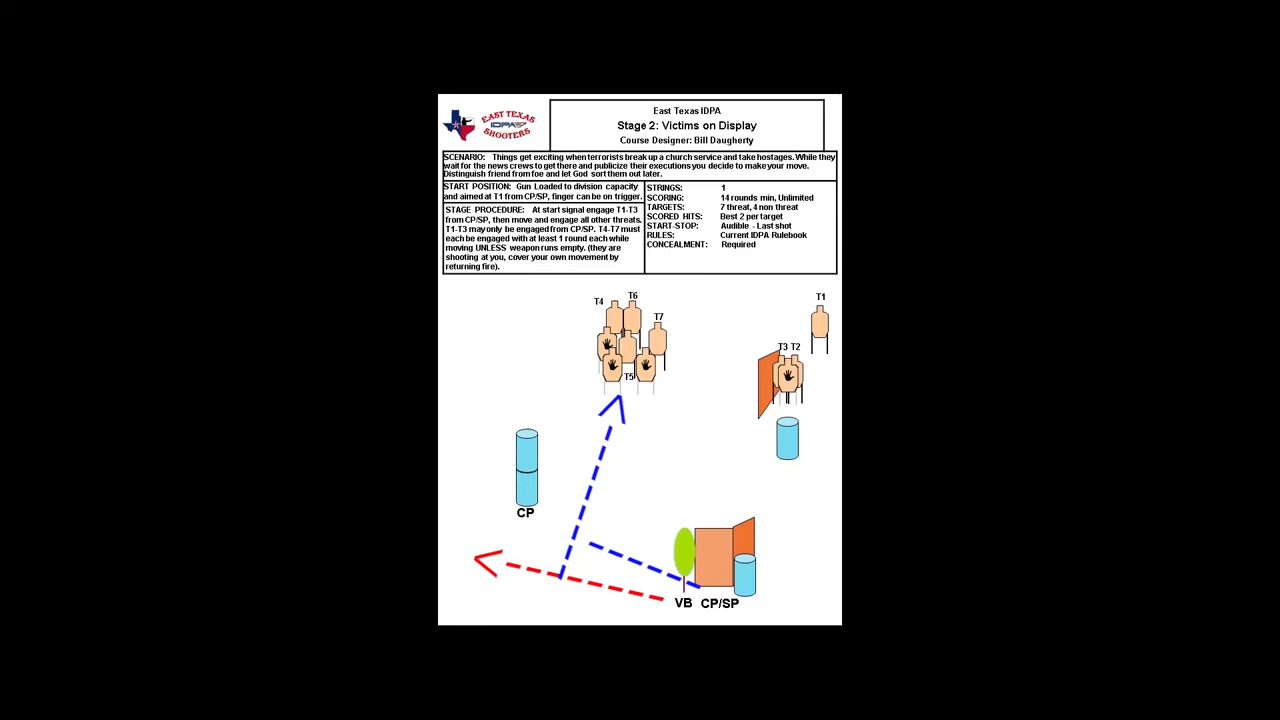 EAST TEXAS
IDPA
SHOOTERS
East Texas IDPA
Stage 2: Victims on Display
Course Designer: Bill Daugherty
SCENARIO: Things get exciting when terrorists break up a church service and take hostages. While they
wait for the news crews to get there and publicize their executions you decide to make your move.
Distinguish friend from foe and let God sort them out later.
START POSITION: Gun Loaded to division capacity
and aimed at T1 from CP/SP, finger can be on trigger.
STAGE PROCEDURE: At start signal engage T1-T3
from CP/SP, then move and engage all other threats.
T1-T3 may only be engaged from CP/SP. T4-T7 must
each be engaged with at least 1 round each while
moving UNLESS weapon runs empty. (they are
shooting at you, cover your own movement by
returning fire).
STRINGS: 1
SCORING: 14 rounds min, Unlimited
TARGETS: 7 threat, 4 non threat
SCORED HITS: Best 2 per target
START-STOP: Audible - Last shot
RULES: Current IDPA Rulebook
CONCEALMENT: Required
T4 T6
T7
T1
T3 T2
T5
CP
VB CP/SP